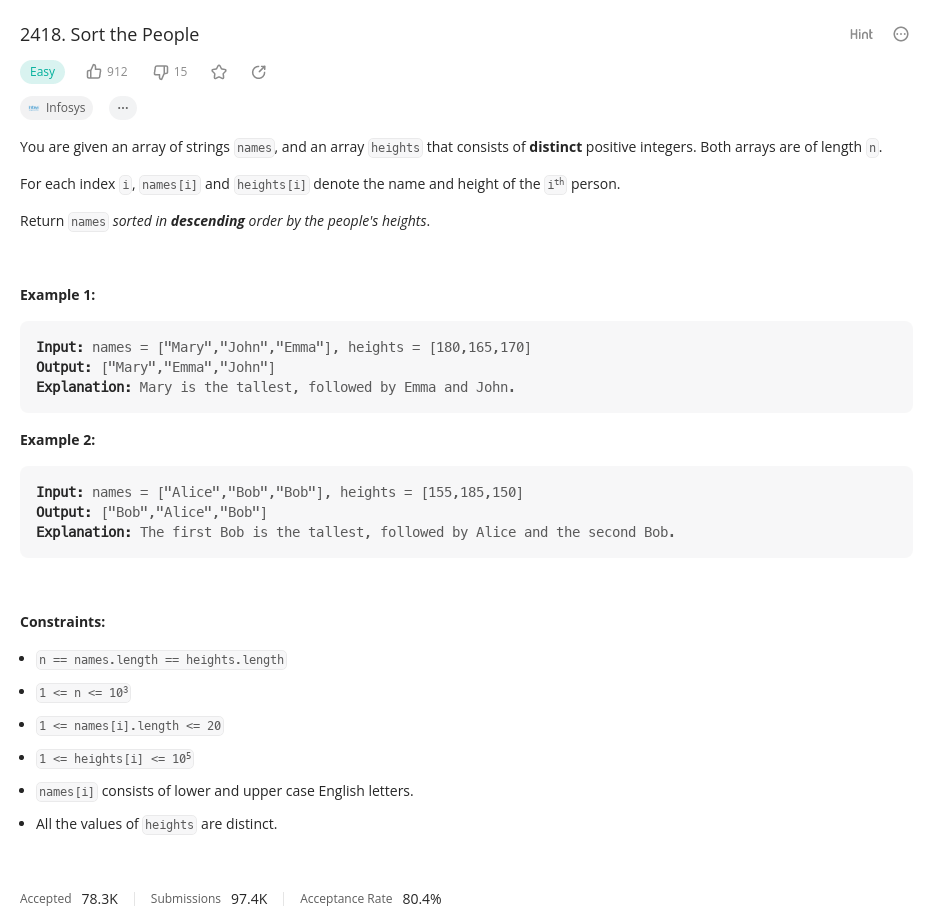 2418. Sort the People
Hint
Easy
912
15
Infosys
You are given an array of strings names, and an array heights that consists of distinct positive integers. Both arrays are of length n.
For each index i, names[i] and heights[i] denote the name and height of the iᵗʰ person.
Return names sorted in descending order by the people's heights.
Example 1:
Input: names = ["Mary","John","Emma"], heights = [180,165,170]
Output: ["Mary","Emma","John"]
Explanation: Mary is the tallest, followed by Emma and John.
Example 2:
Input: names = ["Alice","Bob","Bob"], heights = [155,185,150]
Output: ["Bob","Alice","Bob"]
Explanation: The first Bob is the tallest, followed by Alice and the second Bob.
Constraints:
n == names.length == heights.length
1 <= n <= 10³
1 <= names[i].length <= 20
1 <= heights[i] <= 10⁵
names[i] consists of lower and upper case English letters.
All the values of heights are distinct.
Accepted 78.3K Submissions 97.4K Acceptance Rate 80.4%